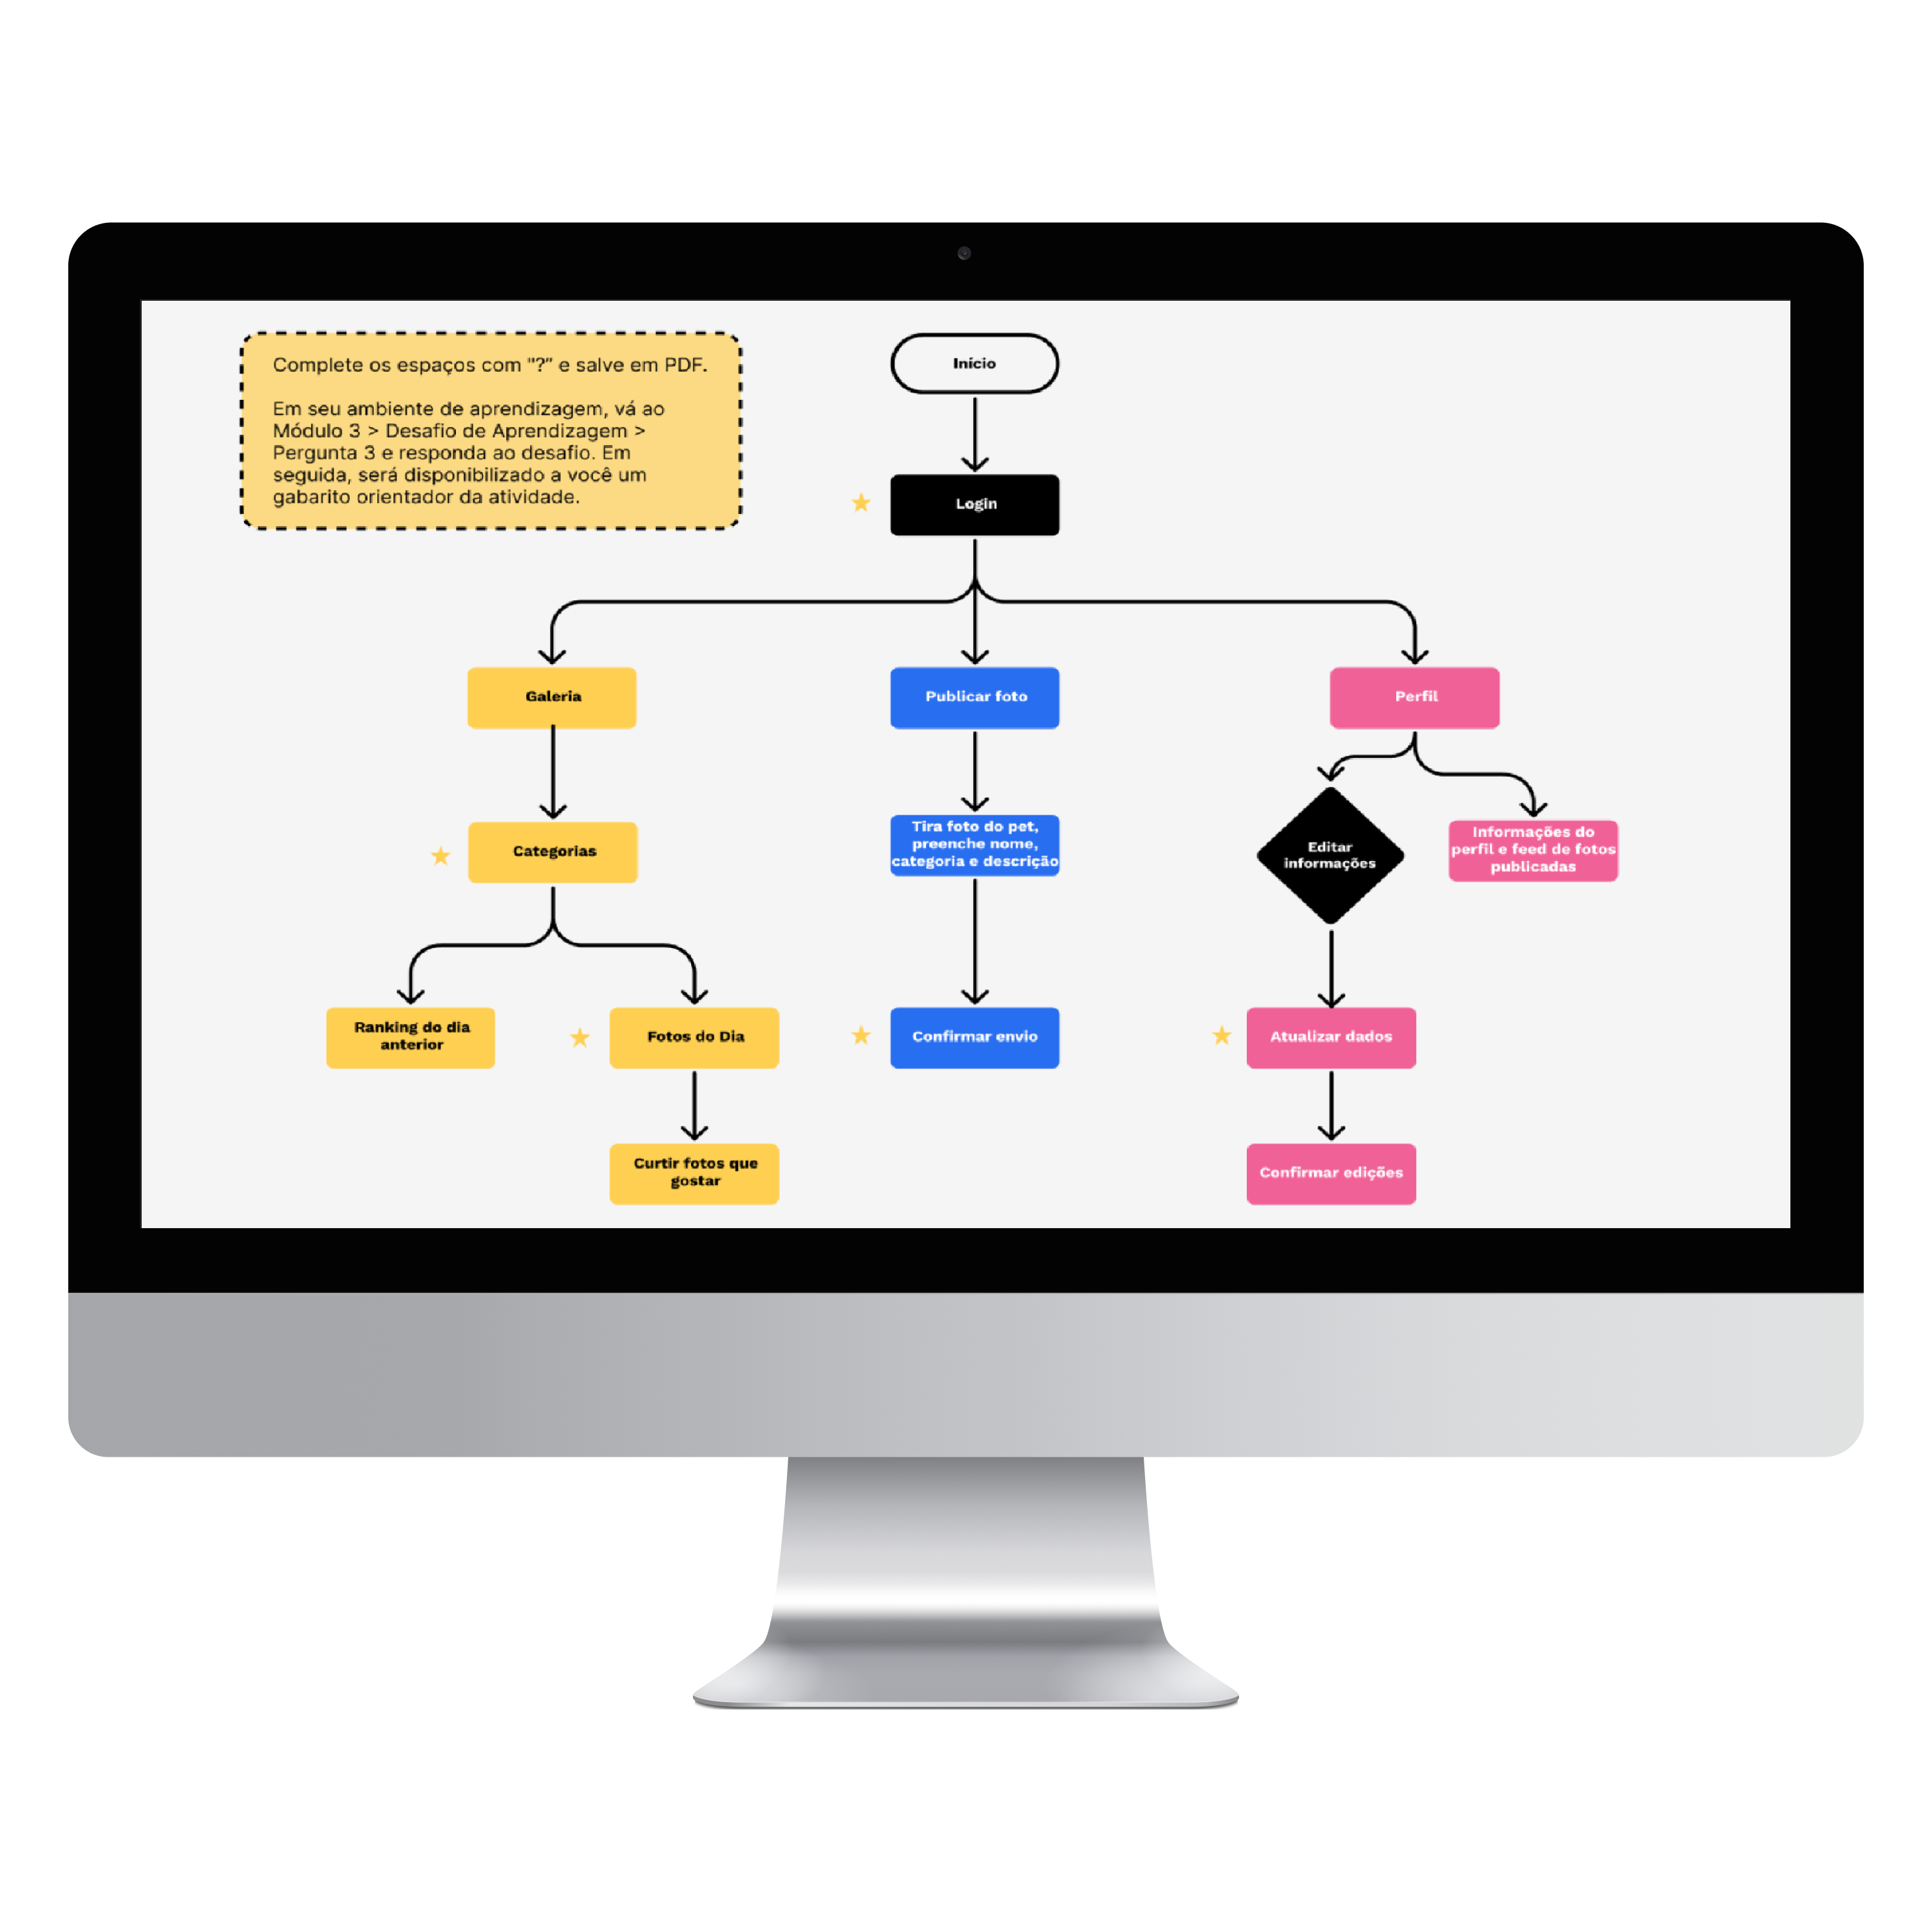 Complete os espaços com "?” e salve em PDF.
Em seu ambiente de aprendizagem, vá ao
Módulo 3 > Desafio de Aprendizagem >
Pergunta 3 e responda ao desafio. Em
seguida, será disponibilizado a você um
gabarito orientador da atividade.
Início
Login
Galeria
Publicar foto
Perfil
Categorias
Tira foto do pet,
preenche nome,
categoria e descrição
Editar
informações
Informações do
perfil e feed de fotos
publicadas
Ranking do dia
anterior
Fotos do Dia
Confirmar envio
Atualizar dados
Curtir fotos que
gostar
Confirmar edições